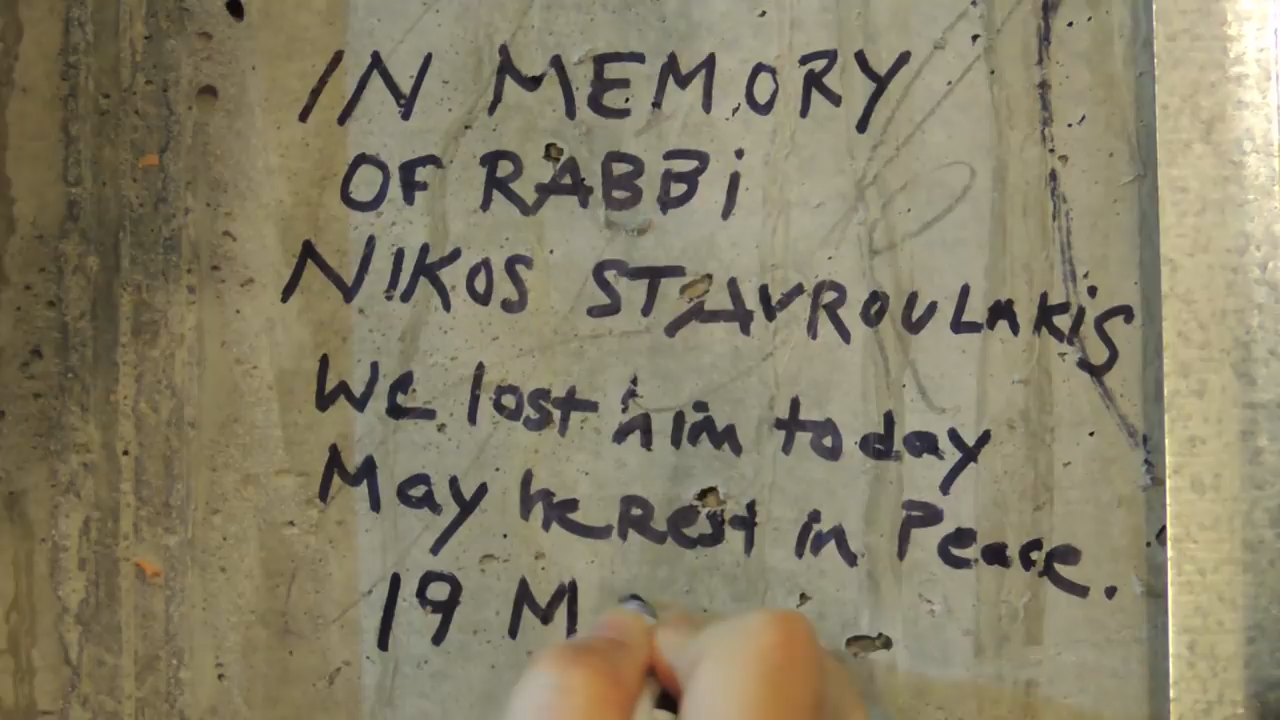 IN MEMORY
OF RABBi
NIKOS STAVROULAKiS
We lost him today
May he Rest in Peace.
19 M